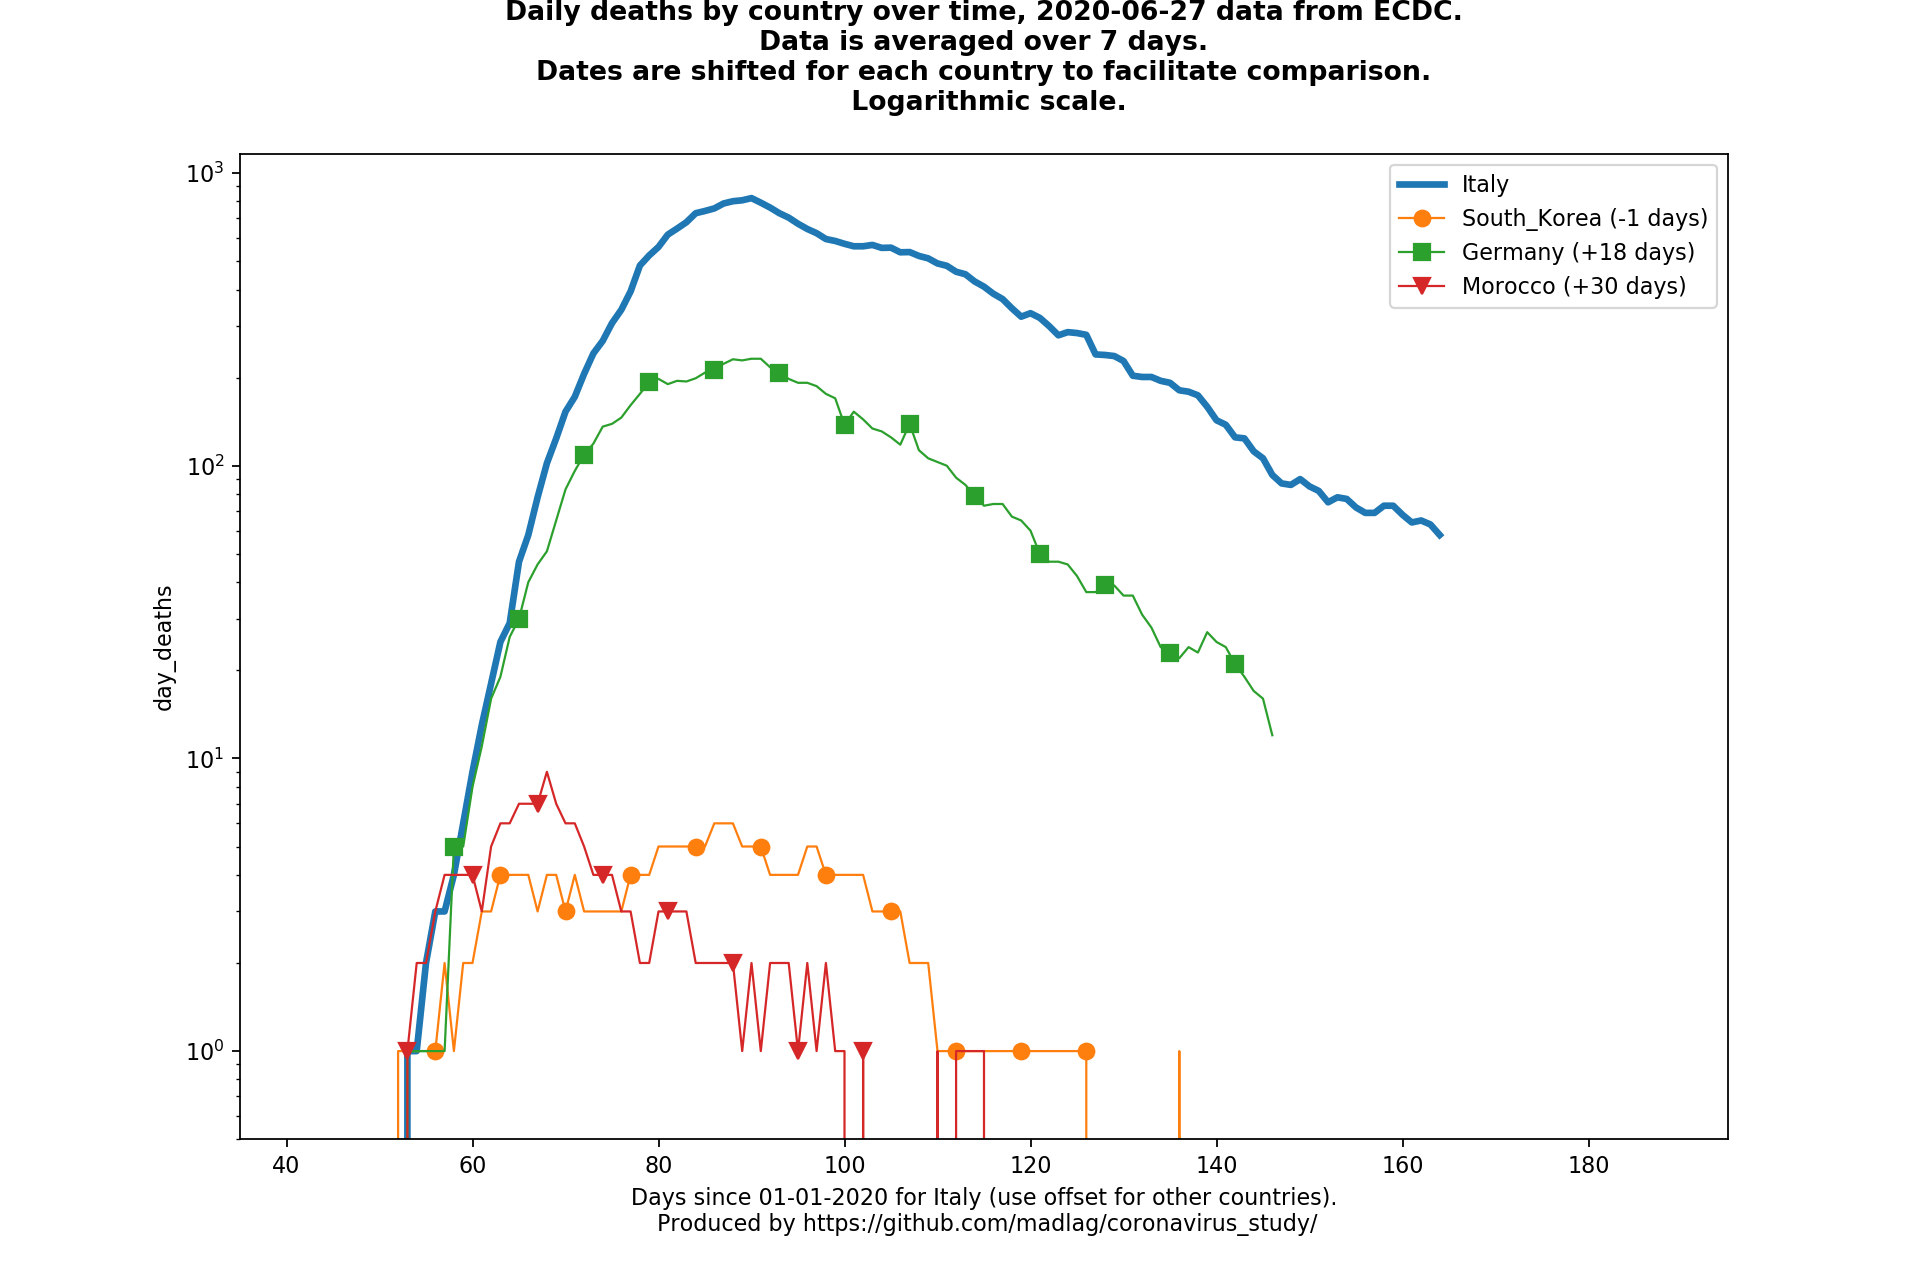 Daily deaths by country over time, 2020-06-27 data from ECDC.
Data is averaged over 7 days.
Dates are shifted for each country to facilitate comparison.
Logarithmic scale.
10³
10²
10¹
10⁰
day_deaths
Italy
South_Korea (-1 days)
Germany (+18 days)
Morocco (+30 days)
40 60 80 100 120 140 160 180
Days since 01-01-2020 for Italy (use offset for other countries).
Produced by https://github.com/madlag/coronavirus_study/